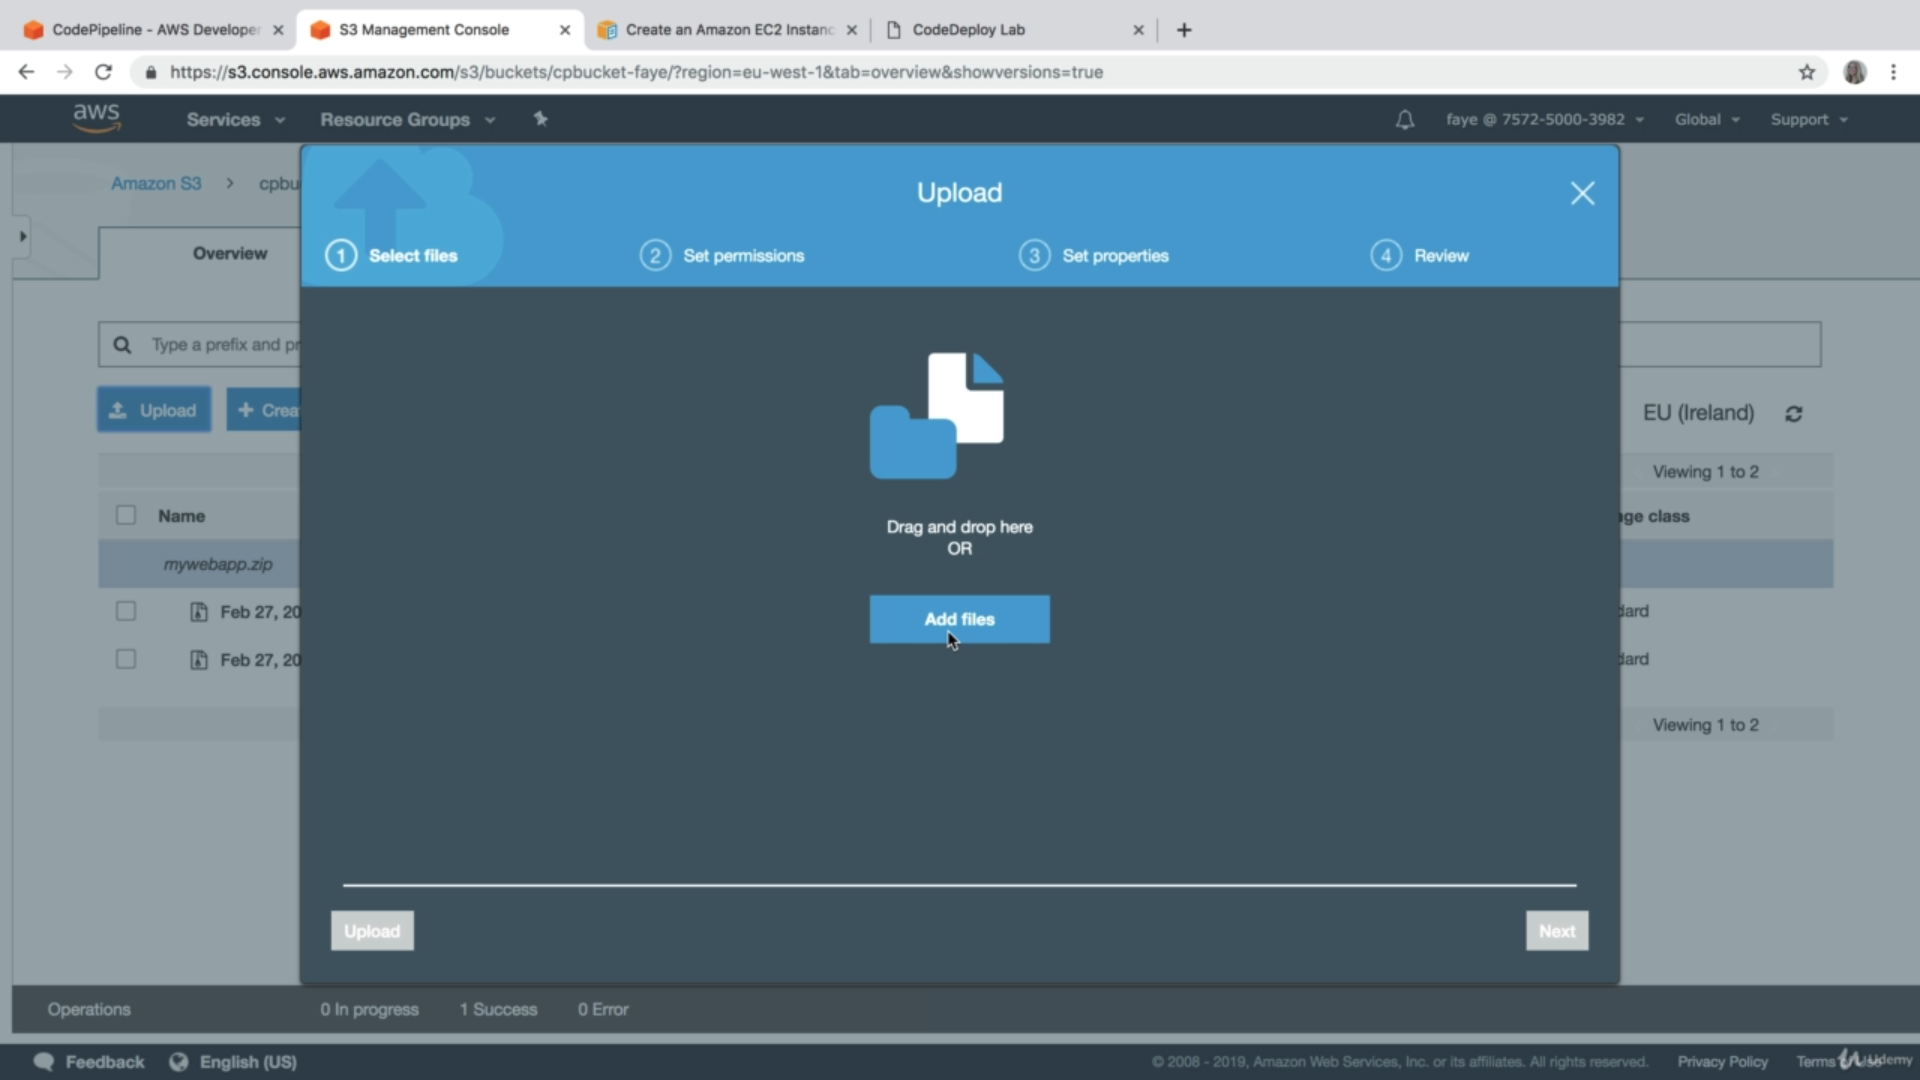 CodePipeline - AWS Developer
S3 Management Console
Create an Amazon EC2 Instanc
CodeDeploy Lab
https://s3.console.aws.amazon.com/s3/buckets/cpbucket-faye/?region=eu-west-1&tab=overview&showversions=true
aws
Services
Resource Groups
faye @ 7572-5000-3982
Global
Support
Amazon S3
cpbu
Upload
1 Select files
2 Set permissions
3 Set properties
4 Review
Overview
Type a prefix and pr
Upload
Crea
EU (Ireland)
Viewing 1 to 2
Name
age class
mywebapp.zip
Feb 27, 20
dard
Feb 27, 20
dard
Viewing 1 to 2
Drag and drop here
OR
Add files
Upload
Next
Operations
0 In progress
1 Success
0 Error
Feedback
English (US)
© 2008 - 2019, Amazon Web Services, Inc. or its affiliates. All rights reserved.
Privacy Policy
Terms
Udemy